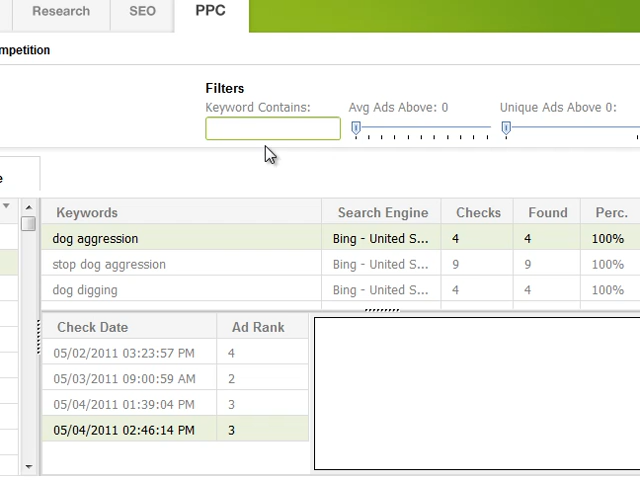 Research SEO PPC
mpetition
Filters
Keyword Contains: Avg Ads Above: 0 Unique Ads Above 0:
e
Keywords Search Engine Checks Found Perc.
dog aggression Bing - United S... 4 4 100%
stop dog aggression Bing - United S... 9 9 100%
dog digging Bing - United S... 4 4 100%
Check Date Ad Rank
05/02/2011 03:23:57 PM 4
05/03/2011 09:00:59 AM 2
05/04/2011 01:39:04 PM 3
05/04/2011 02:46:14 PM 3